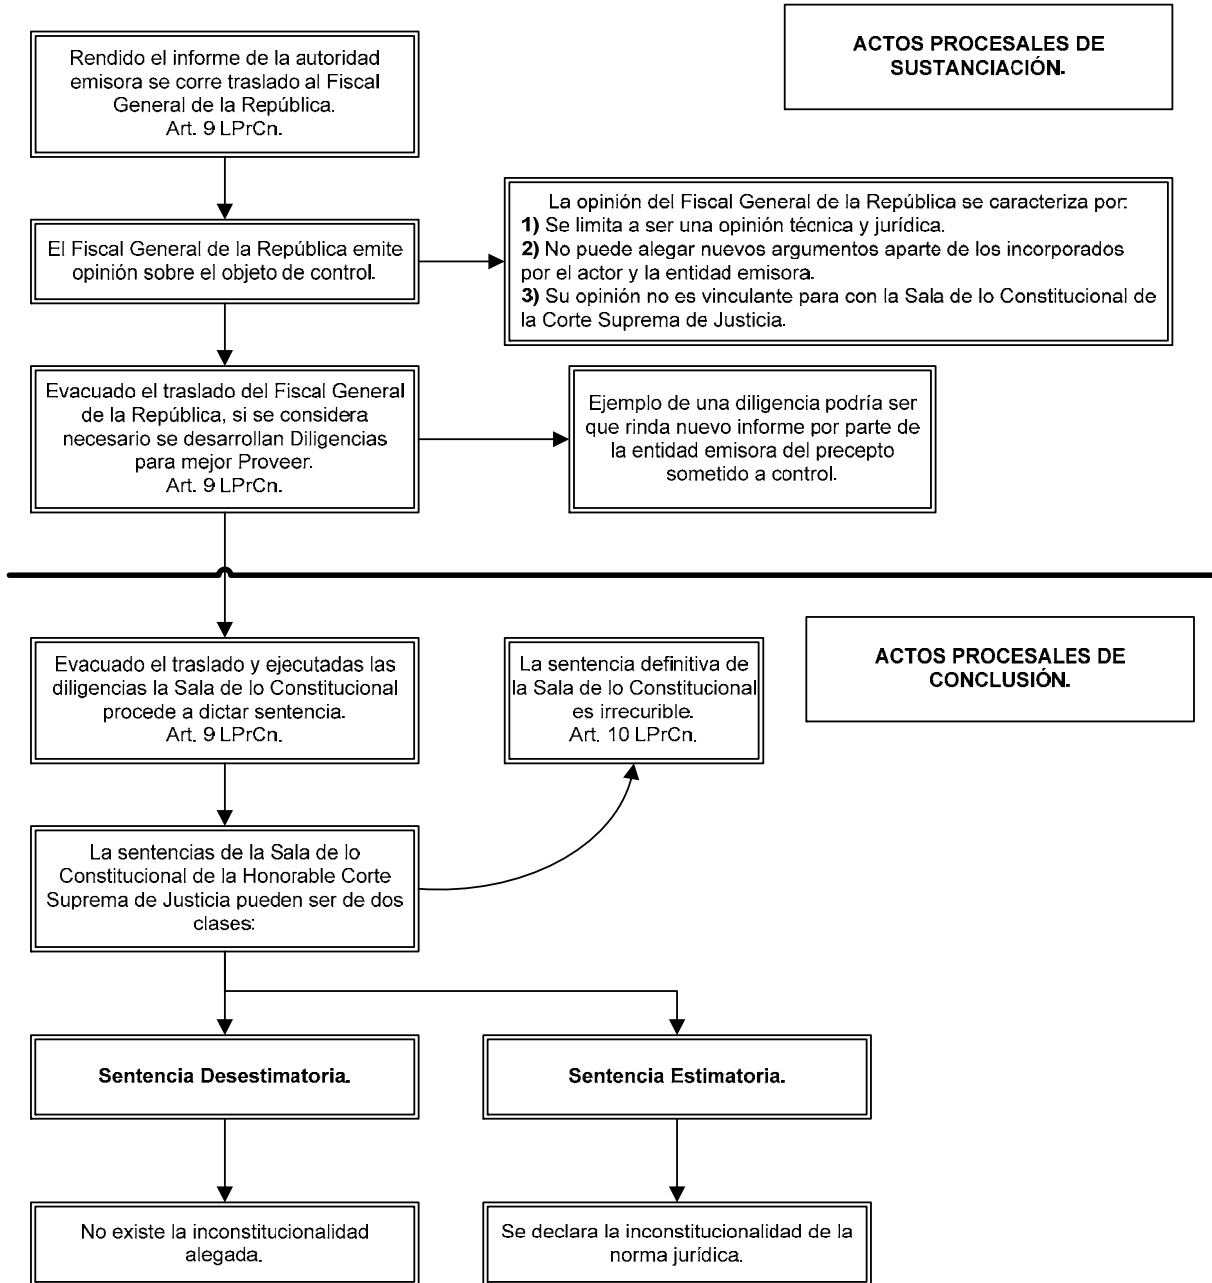 ACTOS PROCESALES DE
SUSTANCIACIÓN.
Rendido el informe de la autoridad
emisora se corre traslado al Fiscal
General de la República.
Art. 9 LPrCn.
El Fiscal General de la República emite
opinión sobre el objeto de control.
La opinión del Fiscal General de la República se caracteriza por:
1) Se limita a ser una opinión técnica y jurídica.
2) No puede alegar nuevos argumentos aparte de los incorporados
por el actor y la entidad emisora.
3) Su opinión no es vinculante para con la Sala de lo Constitucional de
la Corte Suprema de Justicia.
Evacuado el traslado del Fiscal General
de la República, si se considera
necesario se desarrollan Diligencias
para mejor Proveer.
Art. 9 LPrCn.
Ejemplo de una diligencia podría ser
que rinda nuevo informe por parte de
la entidad emisora del precepto
sometido a control.
ACTOS PROCESALES DE
CONCLUSIÓN.
Evacuado el traslado y ejecutadas las
diligencias la Sala de lo Constitucional
procede a dictar sentencia.
Art. 9 LPrCn.
La sentencia definitiva de
la Sala de lo Constitucional
es irrecurible.
Art. 10 LPrCn.
La sentencias de la Sala de lo
Constitucional de la Honorable Corte
Suprema de Justicia pueden ser de dos
clases:
Sentencia Desestimatoria.
Sentencia Estimatoria.
No existe la inconstitucionalidad
alegada.
Se declara la inconstitucionalidad de la
norma jurídica.